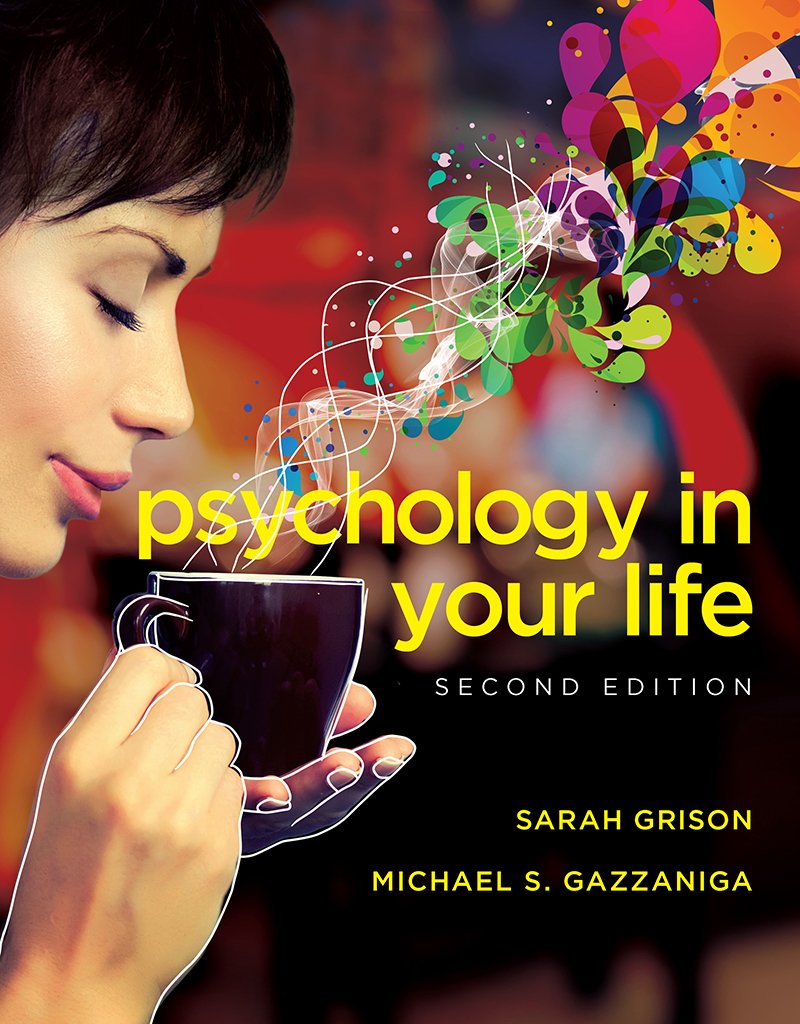 psychology in
your life
SECOND EDITION
SARAH GRISON
MICHAEL S. GAZZANIGA